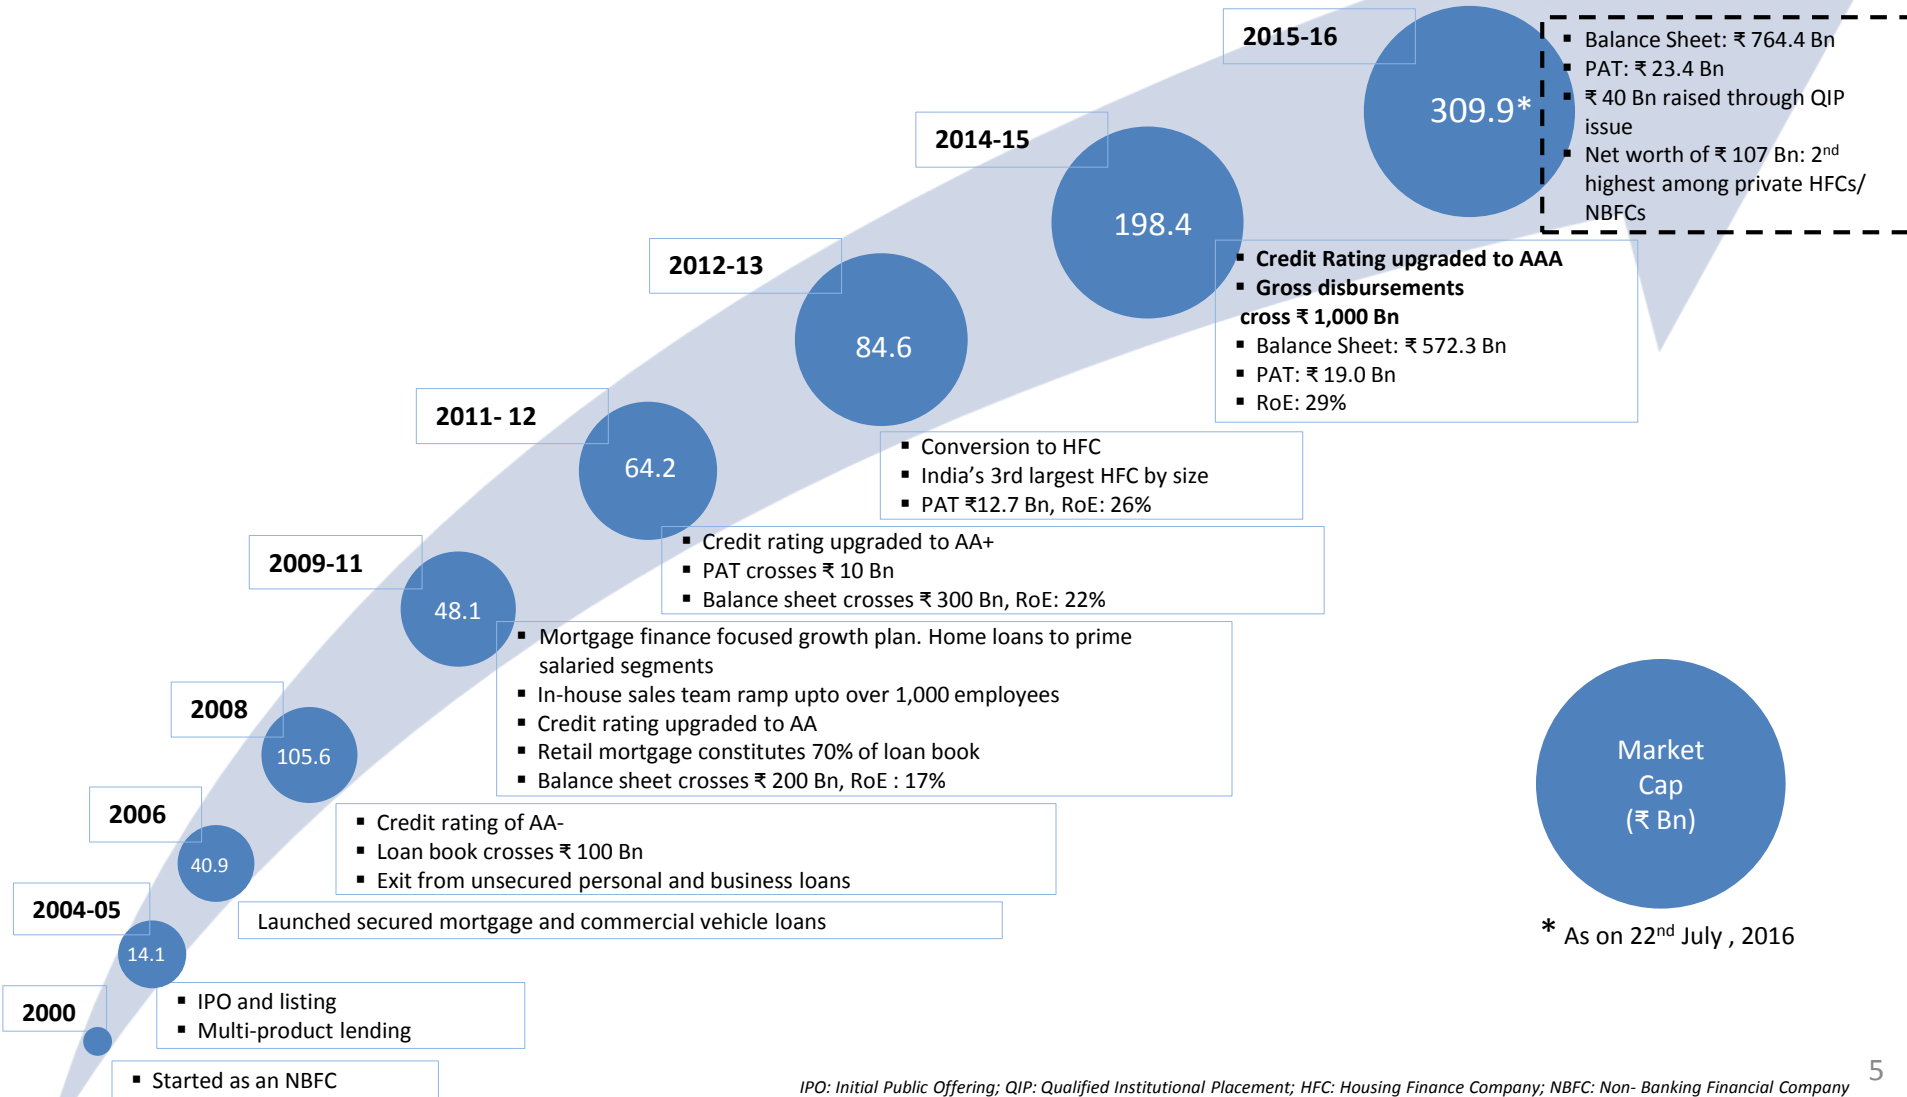 2015-16
309.9*
▪ Balance Sheet: ₹ 764.4 Bn
▪ PAT: ₹ 23.4 Bn
▪ ₹ 40 Bn raised through QIP
issue
▪ Net worth of ₹ 107 Bn: 2nd
highest among private HFCs/
NBFCs
2014-15
198.4
▪ Credit Rating upgraded to AAA
▪ Gross disbursements
cross ₹ 1,000 Bn
▪ Balance Sheet: ₹ 572.3 Bn
▪ PAT: ₹ 19.0 Bn
▪ RoE: 29%
2012-13
84.6
▪ Conversion to HFC
▪ India’s 3rd largest HFC by size
▪ PAT ₹12.7 Bn, RoE: 26%
2011- 12
64.2
▪ Credit rating upgraded to AA+
▪ PAT crosses ₹ 10 Bn
▪ Balance sheet crosses ₹ 300 Bn, RoE: 22%
2009-11
48.1
▪ Mortgage finance focused growth plan. Home loans to prime
salaried segments
▪ In-house sales team ramp upto over 1,000 employees
▪ Credit rating upgraded to AA
▪ Retail mortgage constitutes 70% of loan book
▪ Balance sheet crosses ₹ 200 Bn, RoE : 17%
2008
105.6
▪ Credit rating of AA-
▪ Loan book crosses ₹ 100 Bn
▪ Exit from unsecured personal and business loans
2006
40.9
Launched secured mortgage and commercial vehicle loans
2004-05
14.1
▪ IPO and listing
▪ Multi-product lending
2000
▪ Started as an NBFC
Market
Cap
(₹ Bn)
* As on 22nd July , 2016
IPO: Initial Public Offering; QIP: Qualified Institutional Placement; HFC: Housing Finance Company; NBFC: Non- Banking Financial Company
5